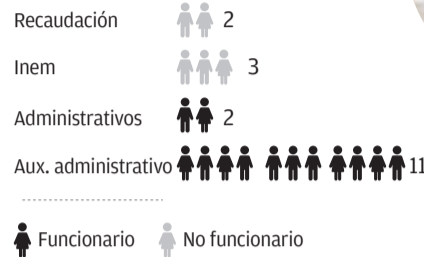 Recaudación 2
Inem 3
Administrativos 2
Aux. administrativo 11
Funcionario No funcionario